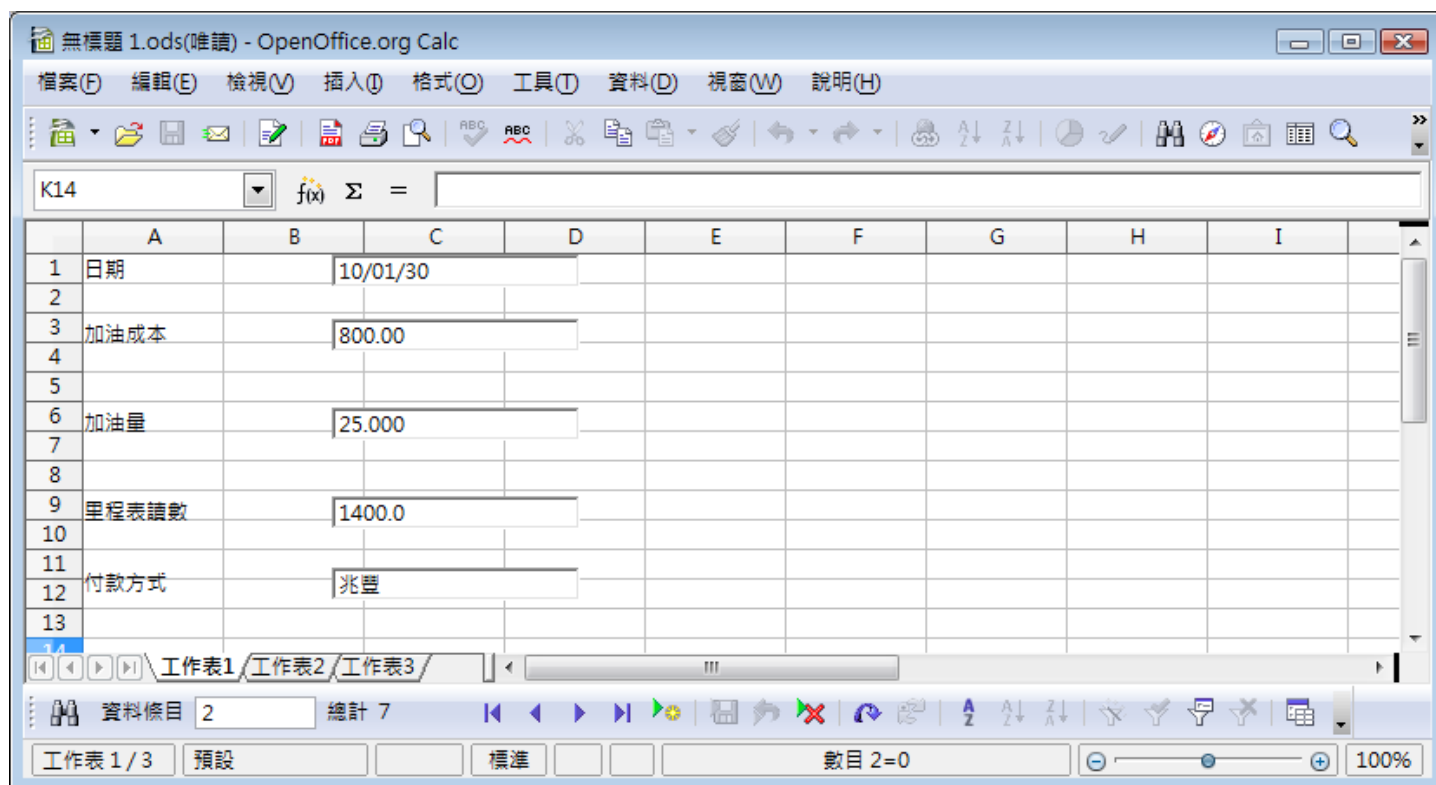 無標題 1.ods(唯讀) - OpenOffice.org Calc
檔案(F) 編輯(E) 檢視(V) 插入(I) 格式(O) 工具(T) 資料(D) 視窗(W) 說明(H)
K14 f(x) Σ =
A B C D E F G H I
1 日期 10/01/30
2
3 加油成本 800.00
4
5
6 加油量 25.000
7
8
9 里程表讀數 1400.0
10
11
12 付款方式 兆豐
13
14
工作表1 工作表2 工作表3
資料條目 2 總計 7
工作表 1 / 3 預設 標準 數目 2=0 100%